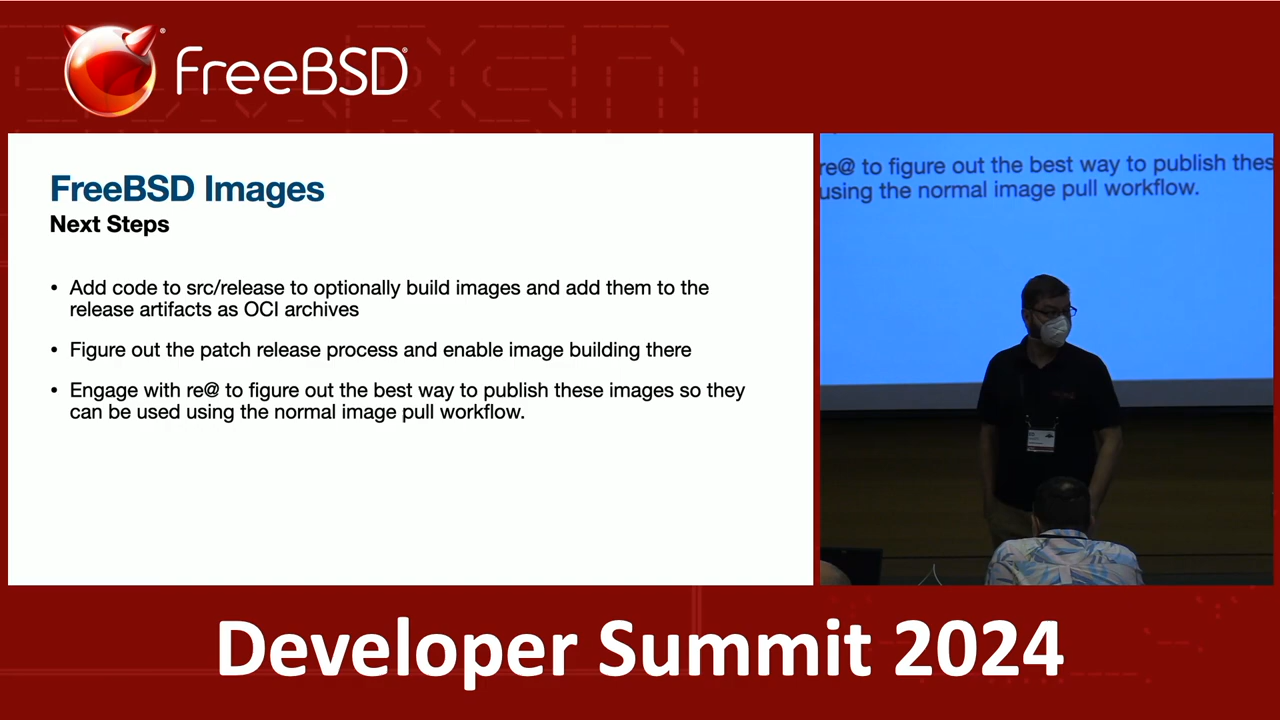 FreeBSD®
FreeBSD Images
Next Steps
• Add code to src/release to optionally build images and add them to the
release artifacts as OCI archives
• Figure out the patch release process and enable image building there
• Engage with re@ to figure out the best way to publish these images so they
can be used using the normal image pull workflow.
re@ to figure out the best way to publish thes
using the normal image pull workflow.
Developer Summit 2024